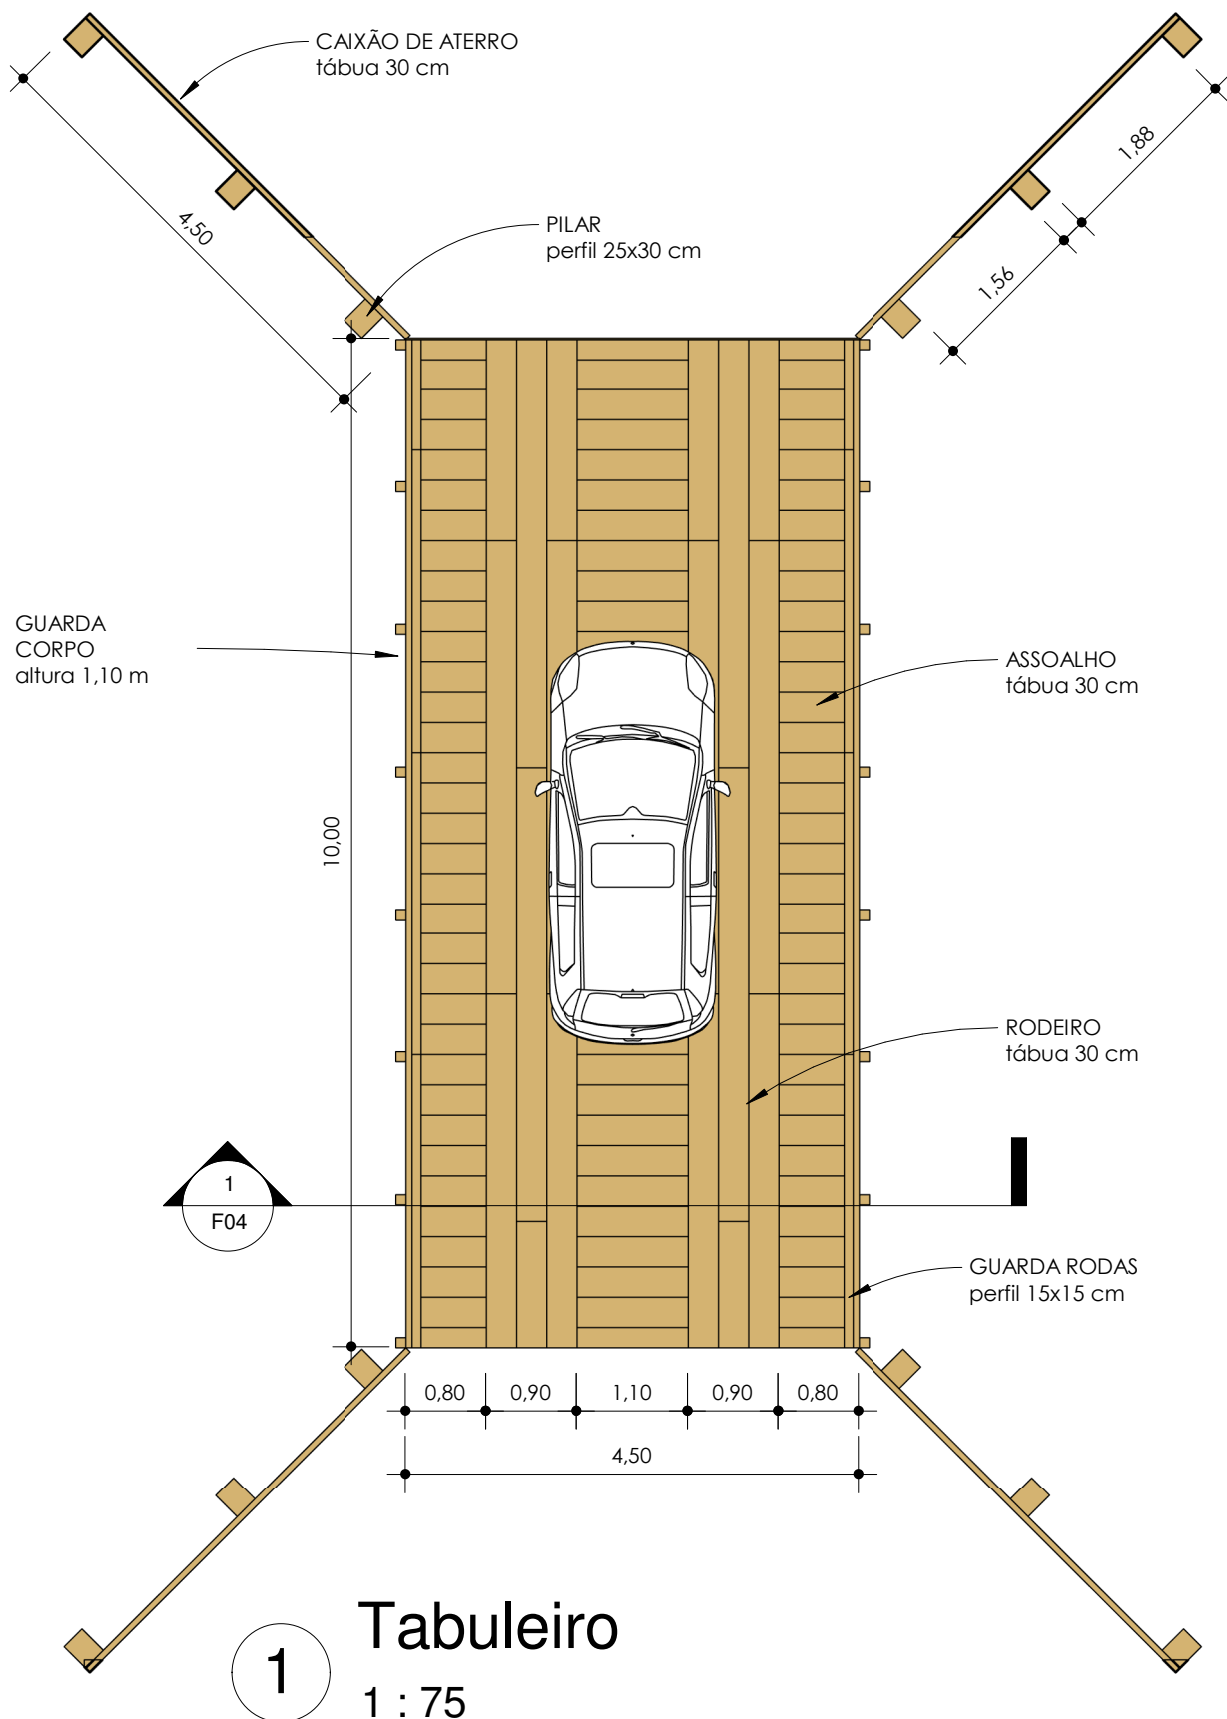 CAIXÃO DE ATERRO
tábua 30 cm
1,88
4,50
PILAR
perfil 25x30 cm
1,56
GUARDA
CORPO
altura 1,10 m
ASSOALHO
tábua 30 cm
10,00
RODEIRO
tábua 30 cm
1
F04
GUARDA RODAS
perfil 15x15 cm
0,80
0,90
1,10
0,90
0,80
4,50
1
Tabuleiro
1 : 75